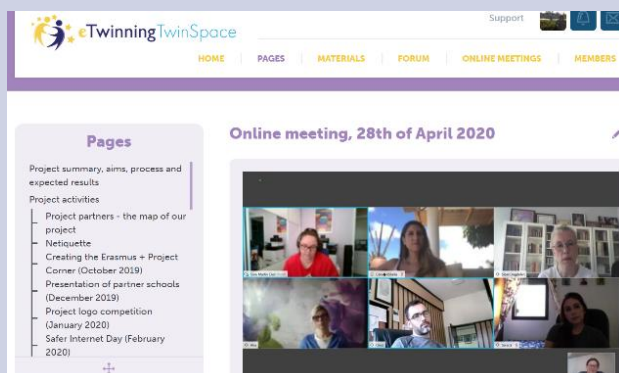 Support
eTwinning TwinSpace
HOME PAGES MATERIALS FORUM ONLINE MEETINGS MEMBERS
Pages
Project summary, aims, process and
expected results
Project activities
Project partners - the map of our
project
Netiquette
Creating the Erasmus + Project
Corner (October 2019)
Presentation of partner schools
(December 2019)
Project logo competition
(January 2020)
Safer Internet Day (February
2020)
Online meeting, 28th of April 2020